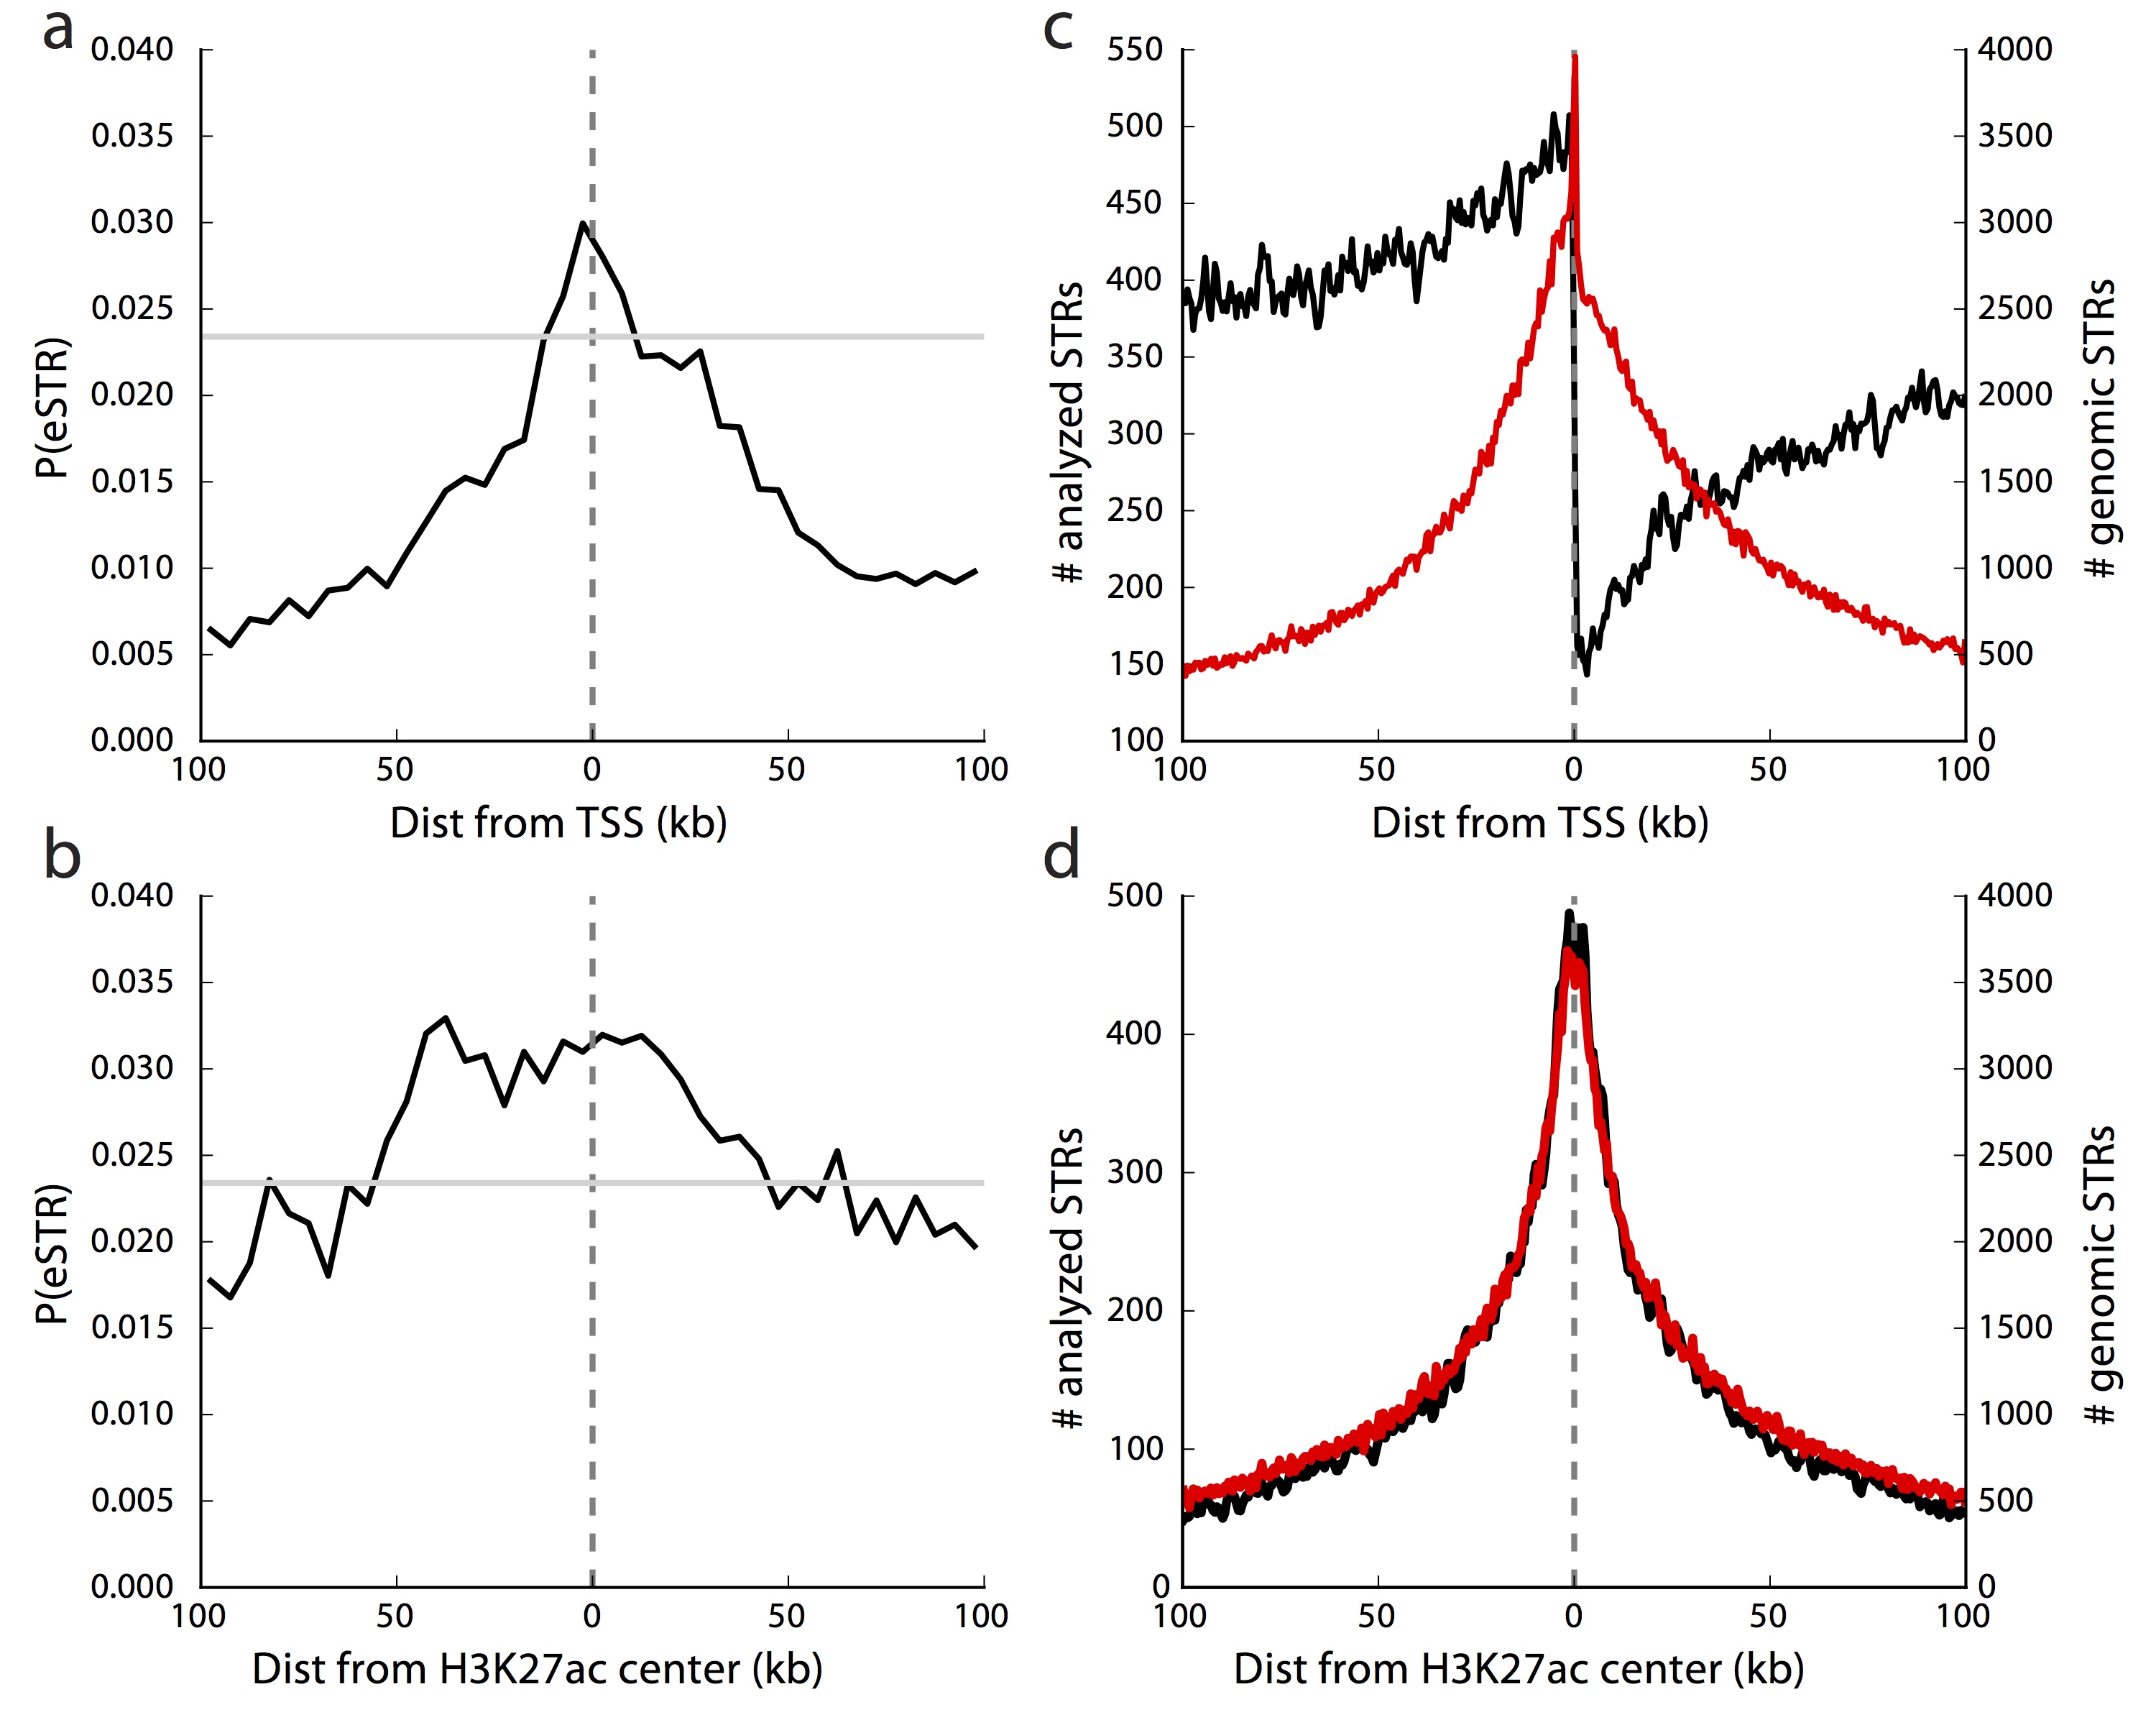 a
0.040
0.035
0.030
0.025
0.020
0.015
0.010
0.005
0.000
P(eSTR)
100 50 0 50 100
Dist from TSS (kb)
b
0.040
0.035
0.030
0.025
0.020
0.015
0.010
0.005
0.000
P(eSTR)
100 50 0 50 100
Dist from H3K27ac center (kb)
c
550
500
450
400
350
300
250
200
150
100
# analyzed STRs
4000
3500
3000
2500
2000
1500
1000
500
0
# genomic STRs
100 50 0 50 100
Dist from TSS (kb)
d
500
400
300
200
100
0
# analyzed STRs
4000
3500
3000
2500
2000
1500
1000
500
0
# genomic STRs
100 50 0 50 100
Dist from H3K27ac center (kb)